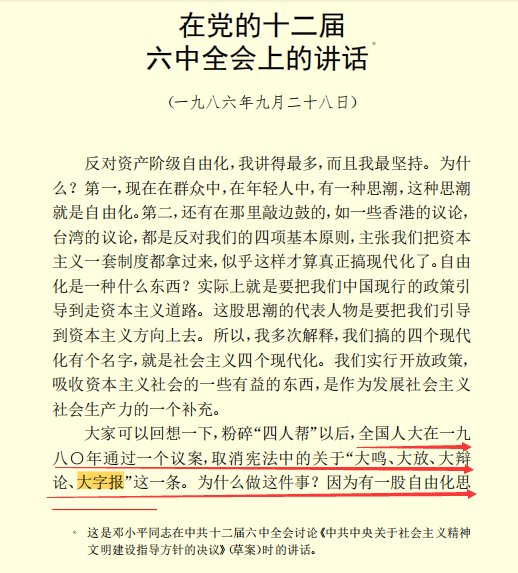 在党的十二届
六中全会上的讲话*
(一九八六年九月二十八日)
反对资产阶级自由化,我讲得最多,而且我最坚持。为什
么?第一,现在在群众中,在年轻人中,有一种思潮,这种思潮
就是自由化。第二,还有在那里敲边鼓的,如一些香港的议论,
台湾的议论,都是反对我们的四项基本原则,主张我们把资本
主义一套制度都拿过来,似乎这样才算真正搞现代化了。自由
化是一种什么东西?实际上就是要把我们中国现行的政策引
导到走资本主义道路。这股思潮的代表人物是要把我们引导
到资本主义方向上去。所以,我多次解释,我们搞的四个现代
化有个名字,就是社会主义四个现代化。我们实行开放政策,
吸收资本主义社会的一些有益的东西,是作为发展社会主义
社会生产力的一个补充。
大家可以回想一下,粉碎“四人帮”以后,全国人大在一九
八〇年通过一个议案,取消宪法中的关于“大鸣、大放、大辩
论、大字报”这一条。为什么做这件事?因为有一股自由化思
* 这是邓小平同志在中共十二届六中全会讨论《中共中央关于社会主义精神
文明建设指导方针的决议》(草案)时的讲话。